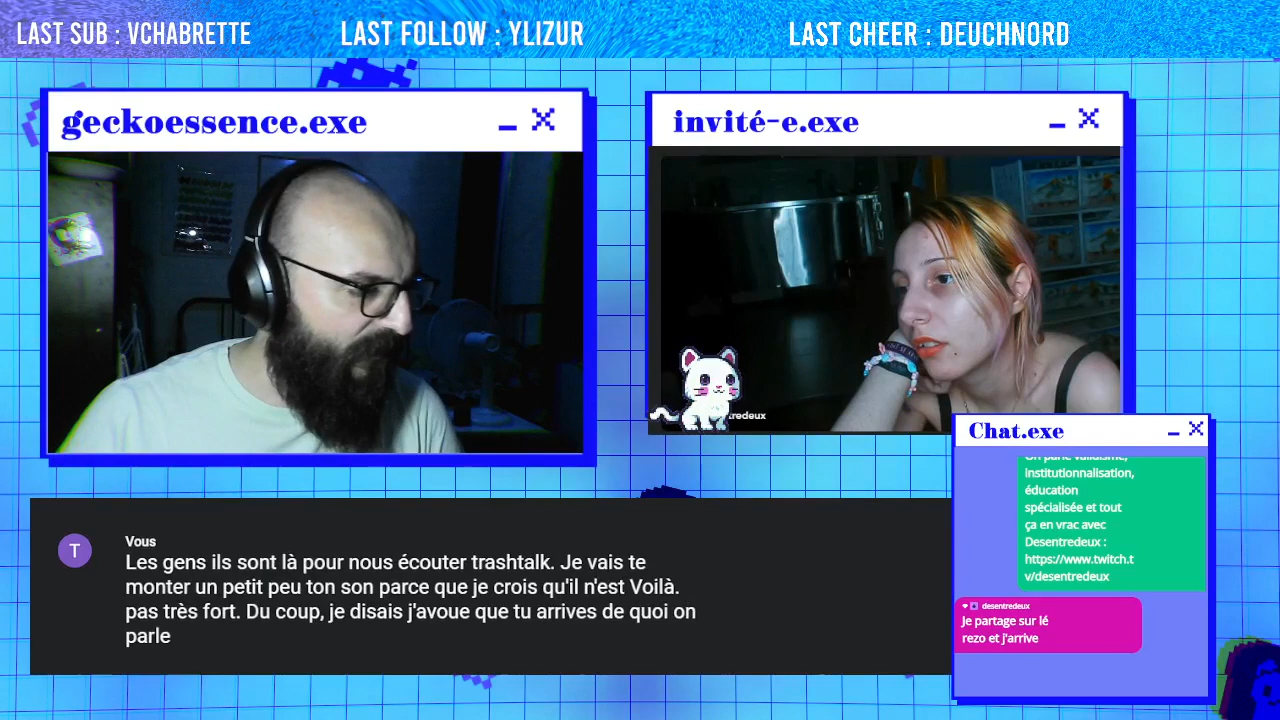 LAST SUB : VCHABRETTE
LAST FOLLOW : YLIZUR
LAST CHEER : DEUCHNORD
geckoessence.exe
invité-e.exe
tredeux
Chat.exe
On parle validisme,
institutionnalisation,
éducation
spécialisée et tout
ça en vrac avec
Desentredeux :
https://www.twitch.t
v/desentredeux
desentredeux
Je partage sur lé
rezo et j'arrive
T
Vous
Les gens ils sont là pour nous écouter trashtalk. Je vais te
monter un petit peu ton son parce que je crois qu'il n'est Voilà.
pas très fort. Du coup, je disais j'avoue que tu arrives de quoi on
parle